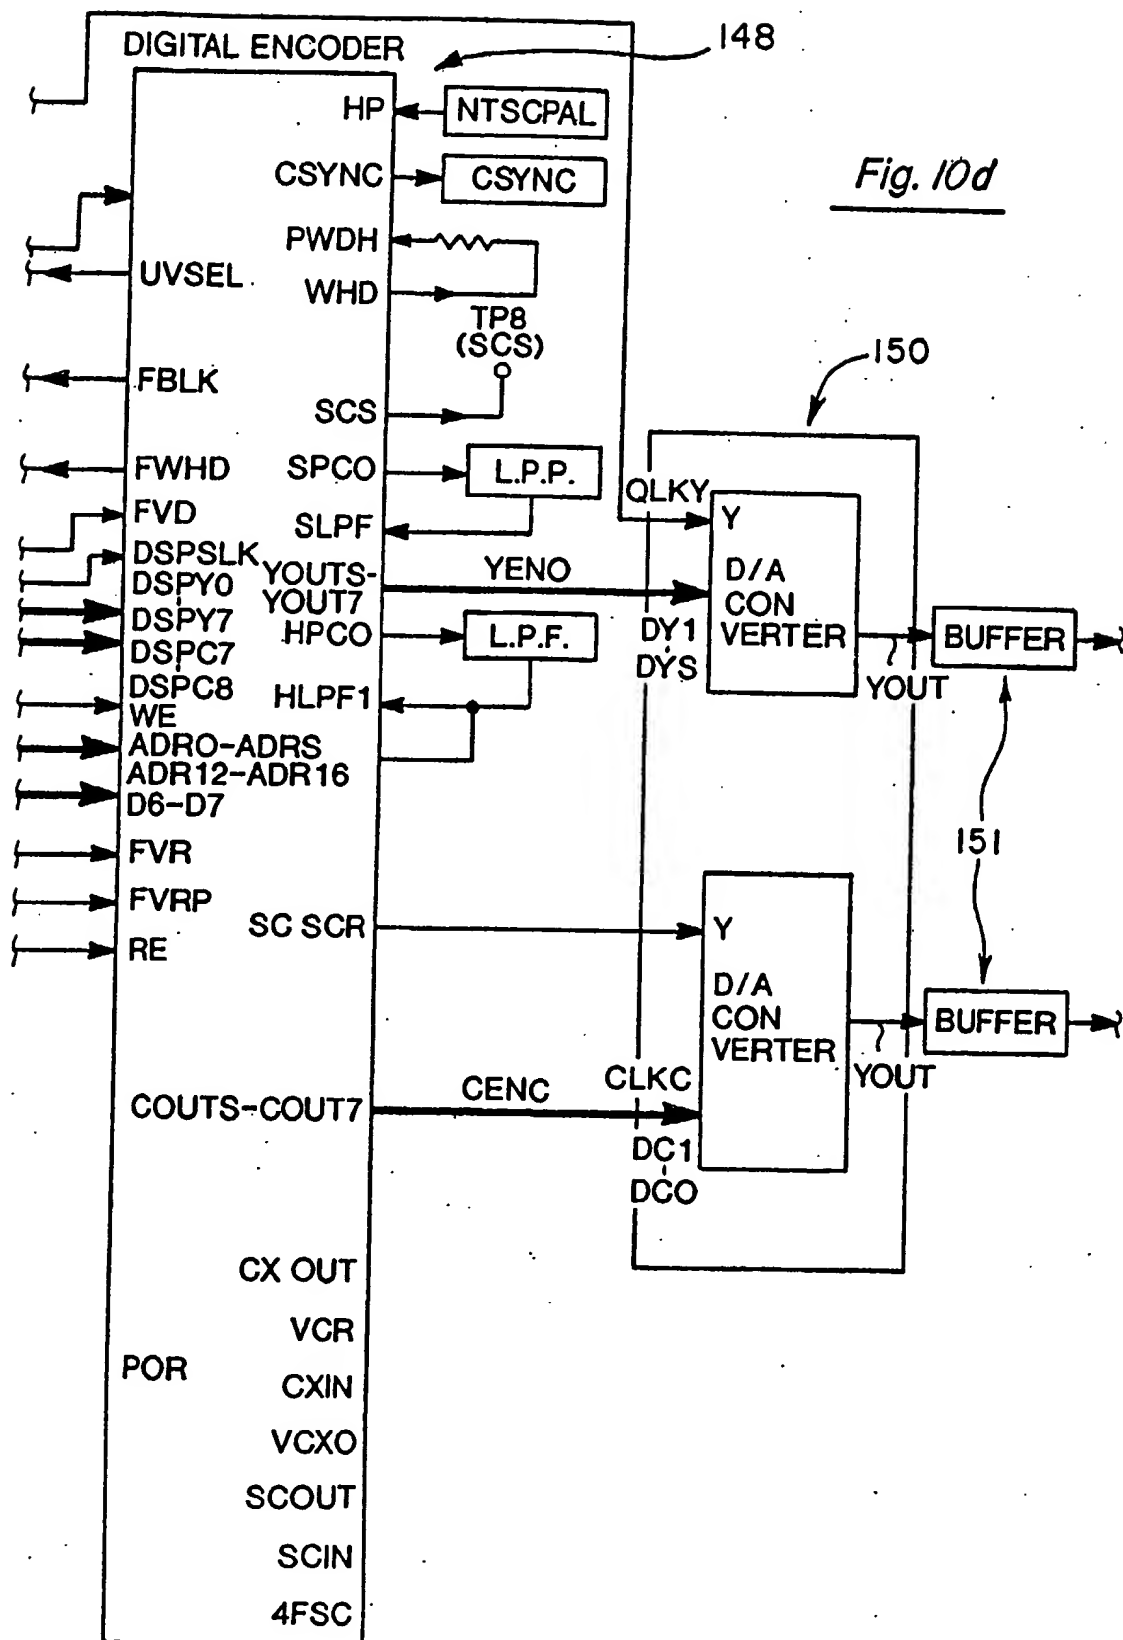 DIGITAL ENCODER
148
HP
NTSCPAL
CSYNC
CSYNC
Fig. 10d
PWDH
UVSEL
WHD
TP8
(SCS)
150
FBLK
SCS
FWHD
SPCO
L.P.P.
QLKY
Y
FVD
SLPF
DSPSLK
YOUTS-
YENO
D/A
CON
VERTER
DSPY0
YOUT7
DSPY7
HPCO
L.P.F.
DY1
DYS
BUFFER
DSPC7
YOUT
DSPC8
HLPF1
WE
ADRO-ADRS
ADR12-ADR16
D6-D7
151
FVR
FVRP
SC SCR
Y
RE
D/A
CON
VERTER
BUFFER
YOUT
COUTS-COUT7
CENC
CLKC
DC1
DCO
CX OUT
VCR
POR
CXIN
VCXO
SCOUT
SCIN
4FSC